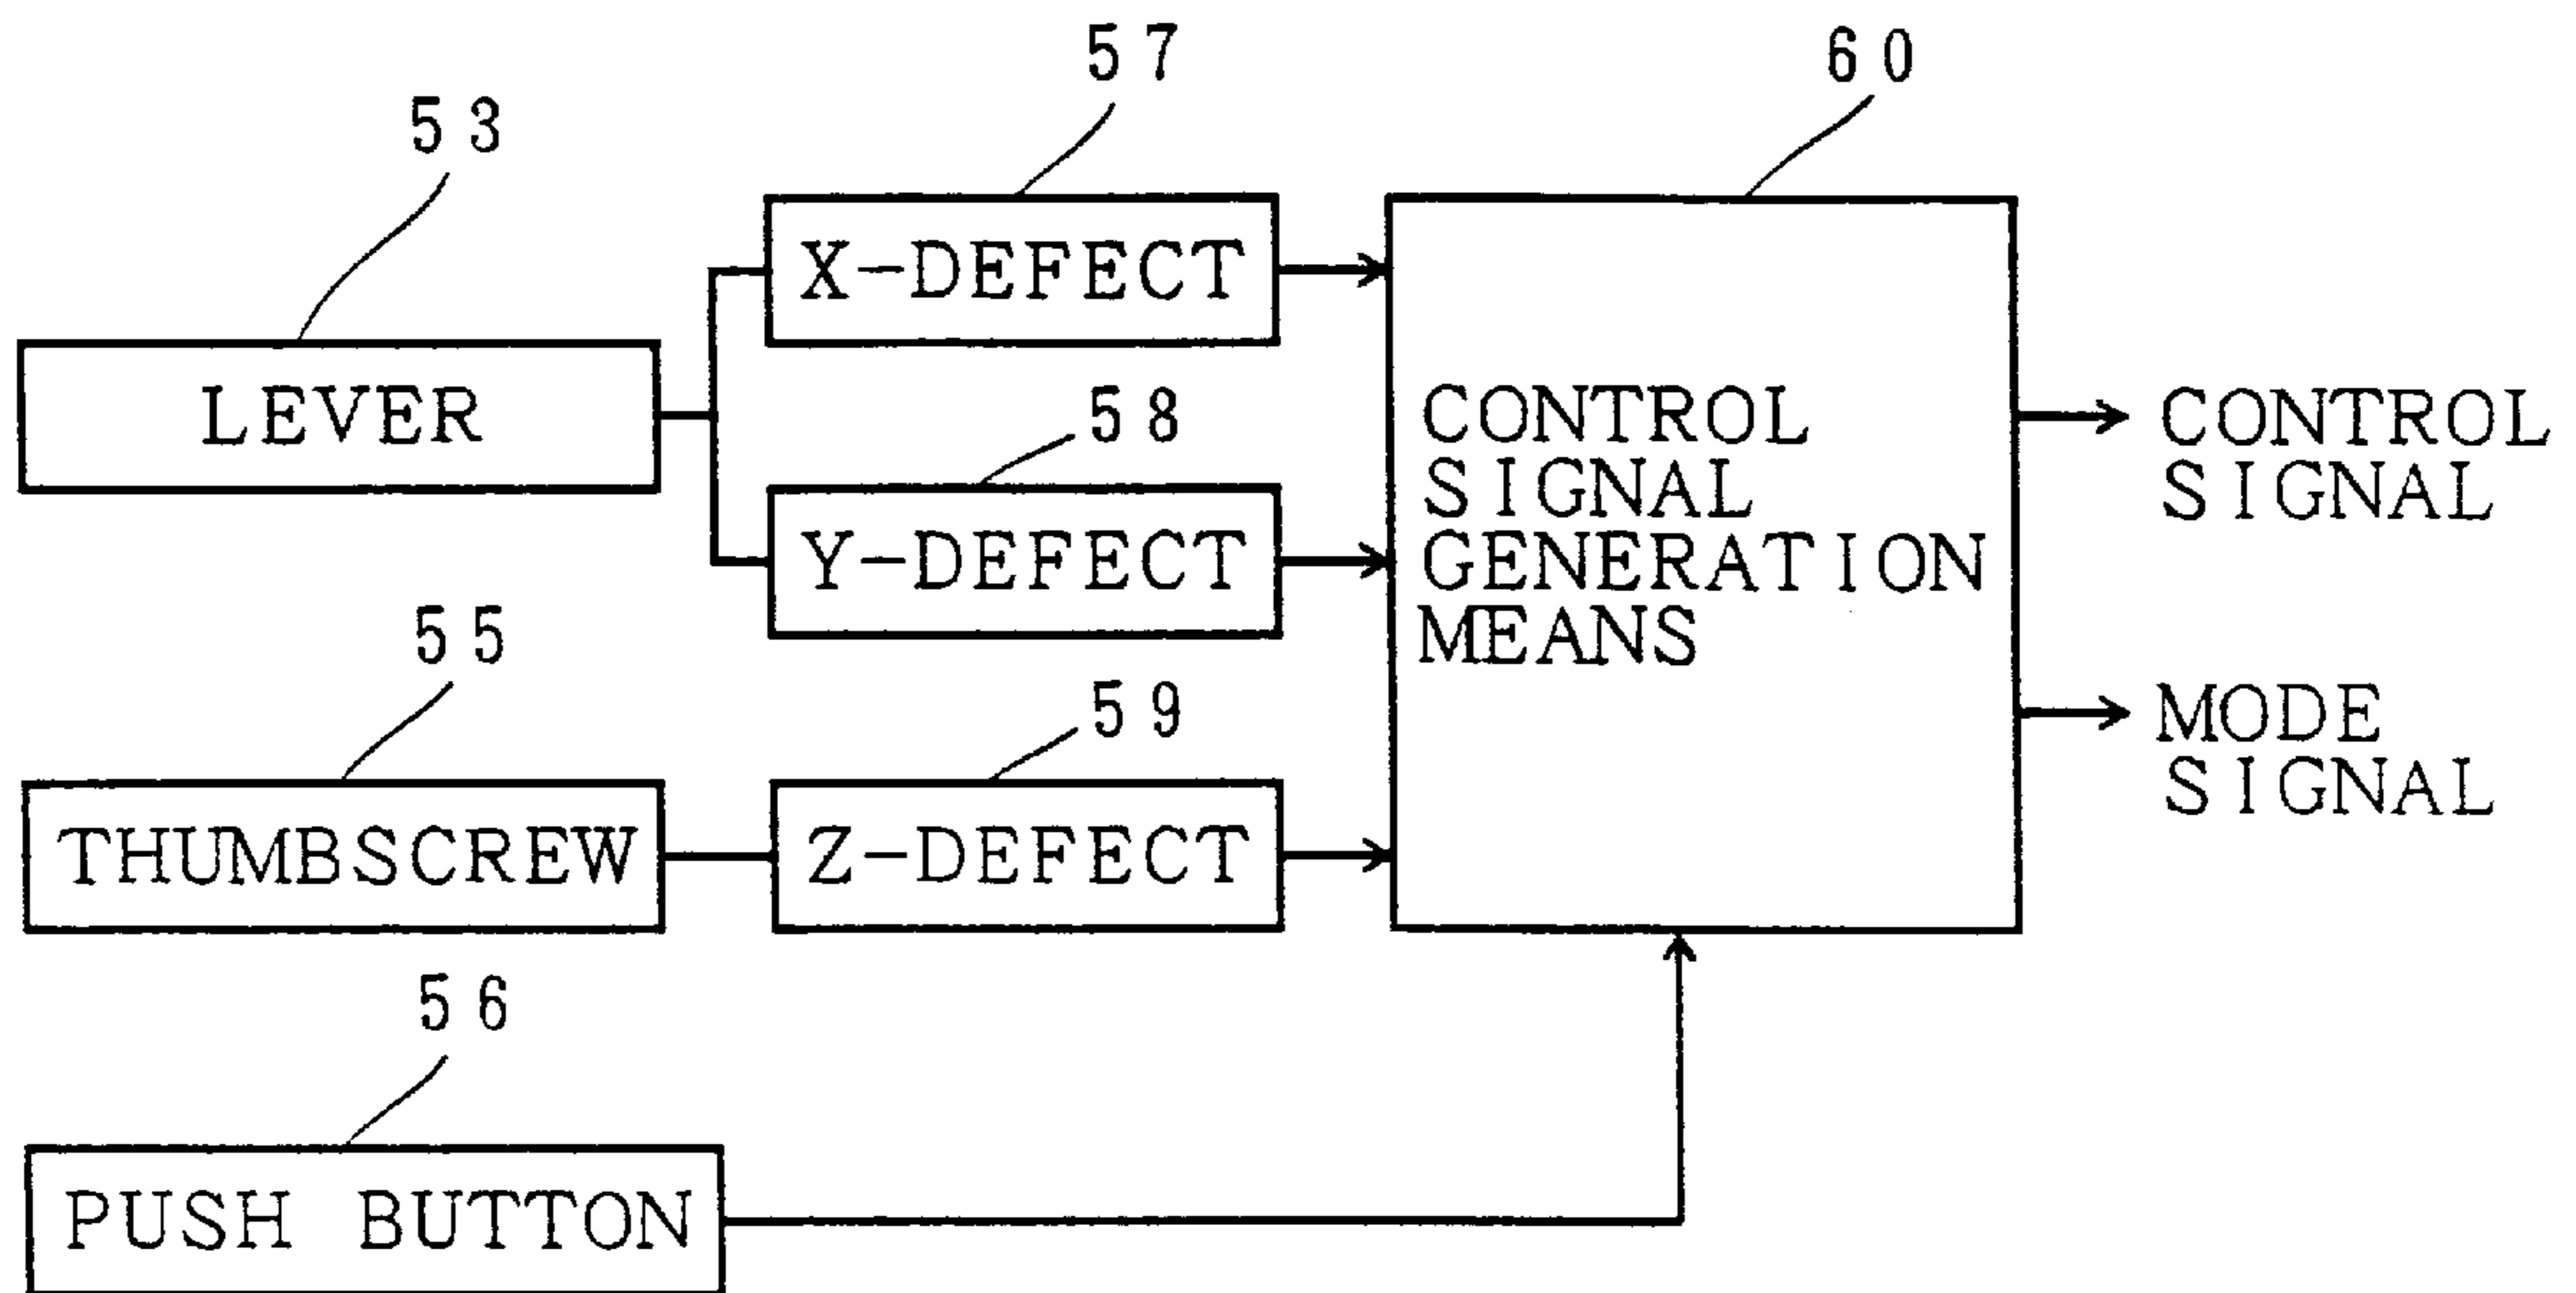 57
60
53
X-DEFECT
LEVER
CONTROL
SIGNAL
GENERATION
MEANS
CONTROL
SIGNAL
58
Y-DEFECT
55
59
MODE
SIGNAL
THUMBSCREW
Z-DEFECT
56
PUSH BUTTON